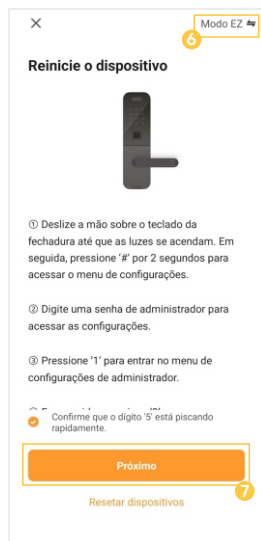 Modo EZ
6
Reinicie o dispositivo
① Deslize a mão sobre o teclado da
fechadura até que as luzes se acendam. Em
seguida, pressione '#' por 2 segundos para
acessar o menu de configurações.
② Digite uma senha de administrador para
acessar as configurações.
③ Pressione '1' para entrar no menu de
configurações de administrador.
Confirme que o dígito '5' está piscando
rapidamente.
Próximo
7
Resetar dispositivos